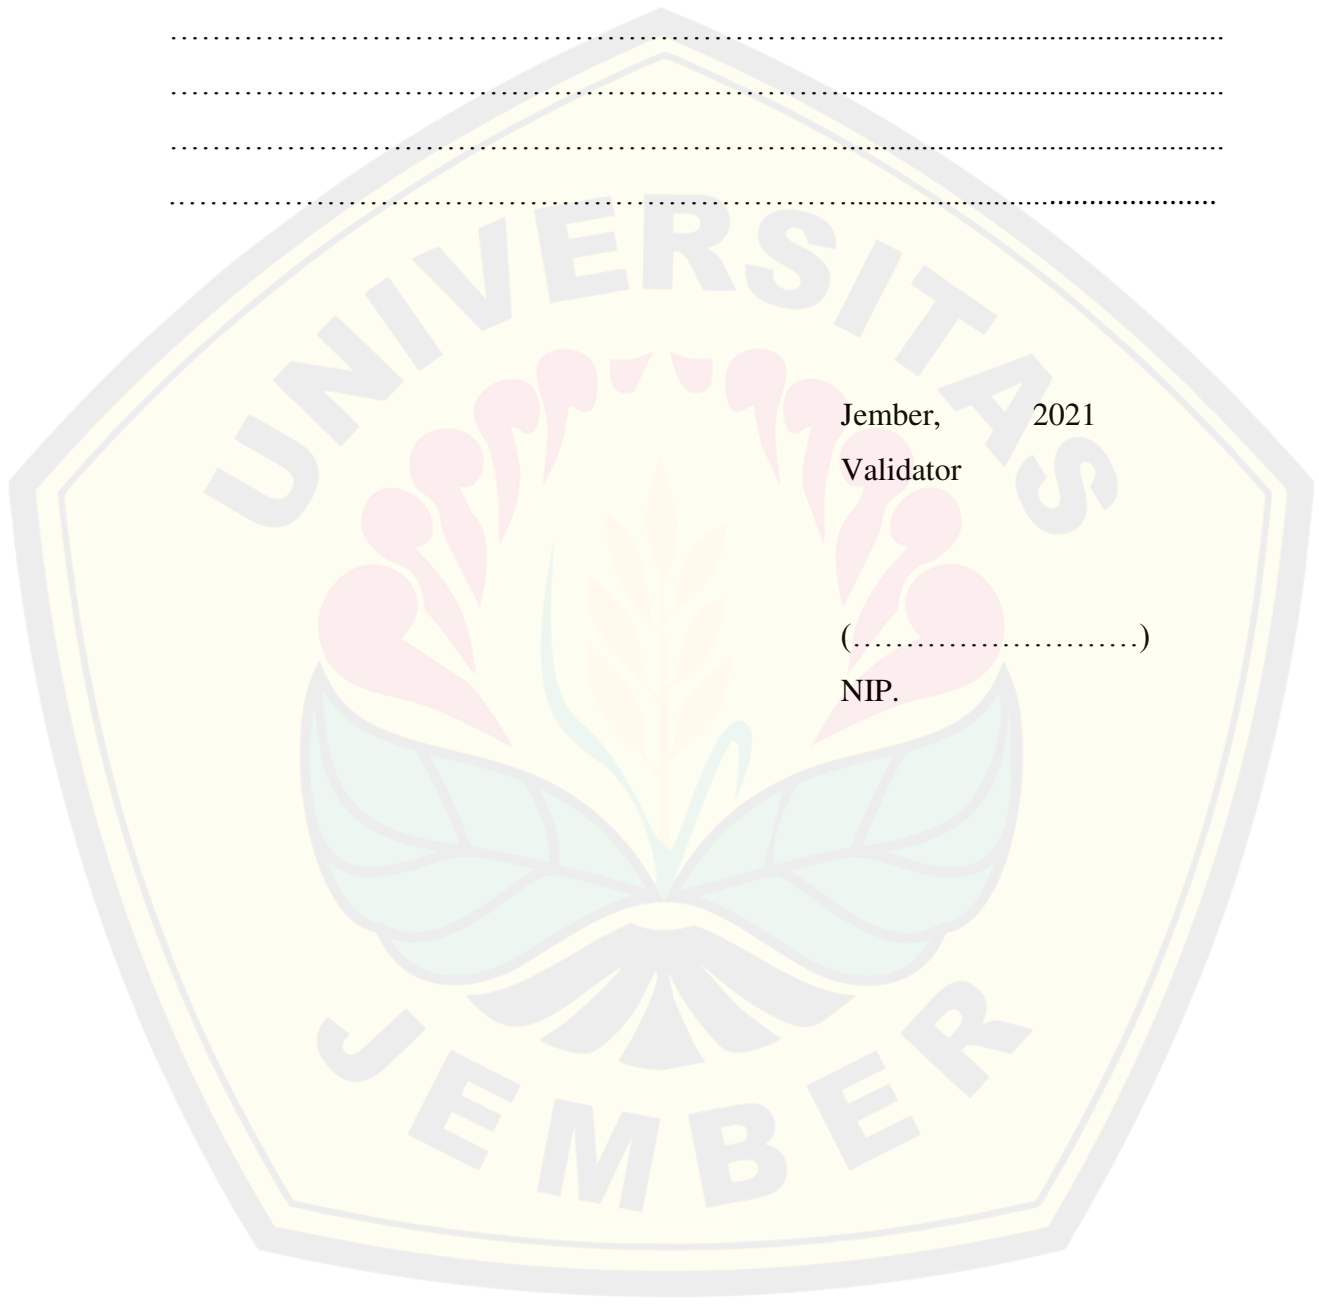 ……………………………………………………………................................................
……………………………………………………………................................................
……………………………………………………………................................................
……………………………………………………………................................................
UNIVERSITAS
Jember, 2021
Validator
(………………………)
NIP.
JEMBER